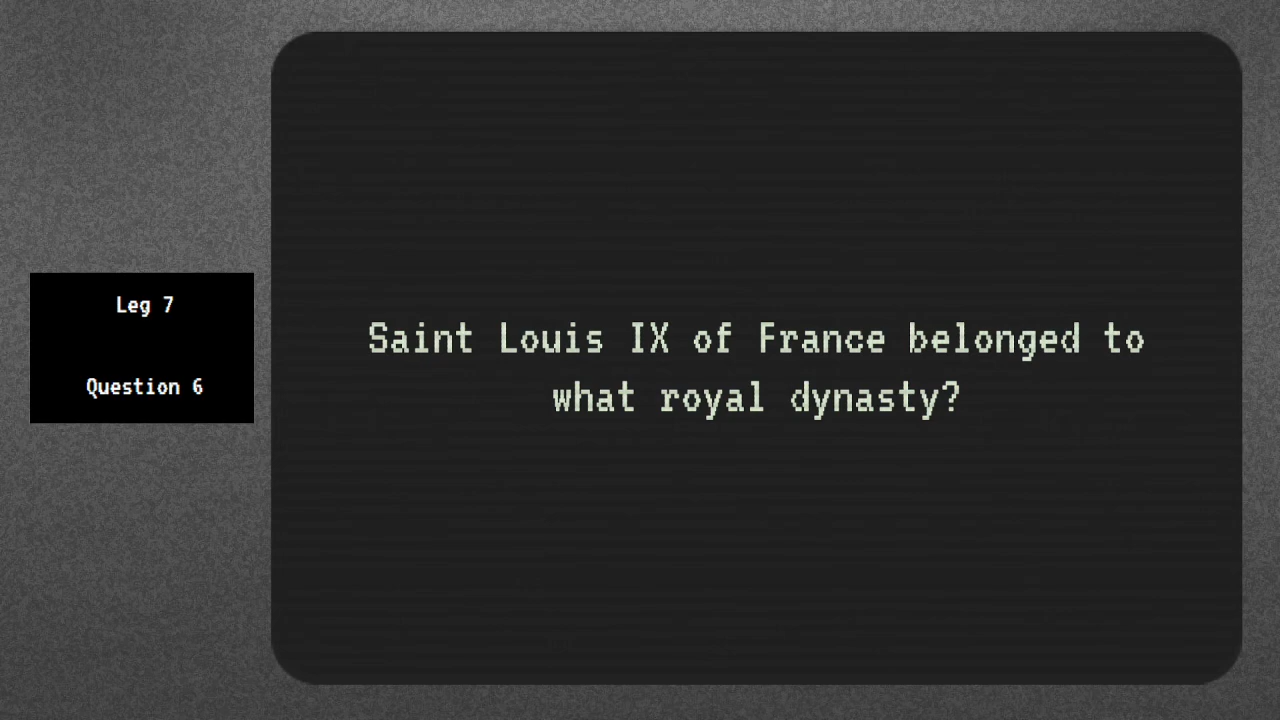 Leg 7
Question 6
Saint Louis IX of France belonged to
what royal dynasty?